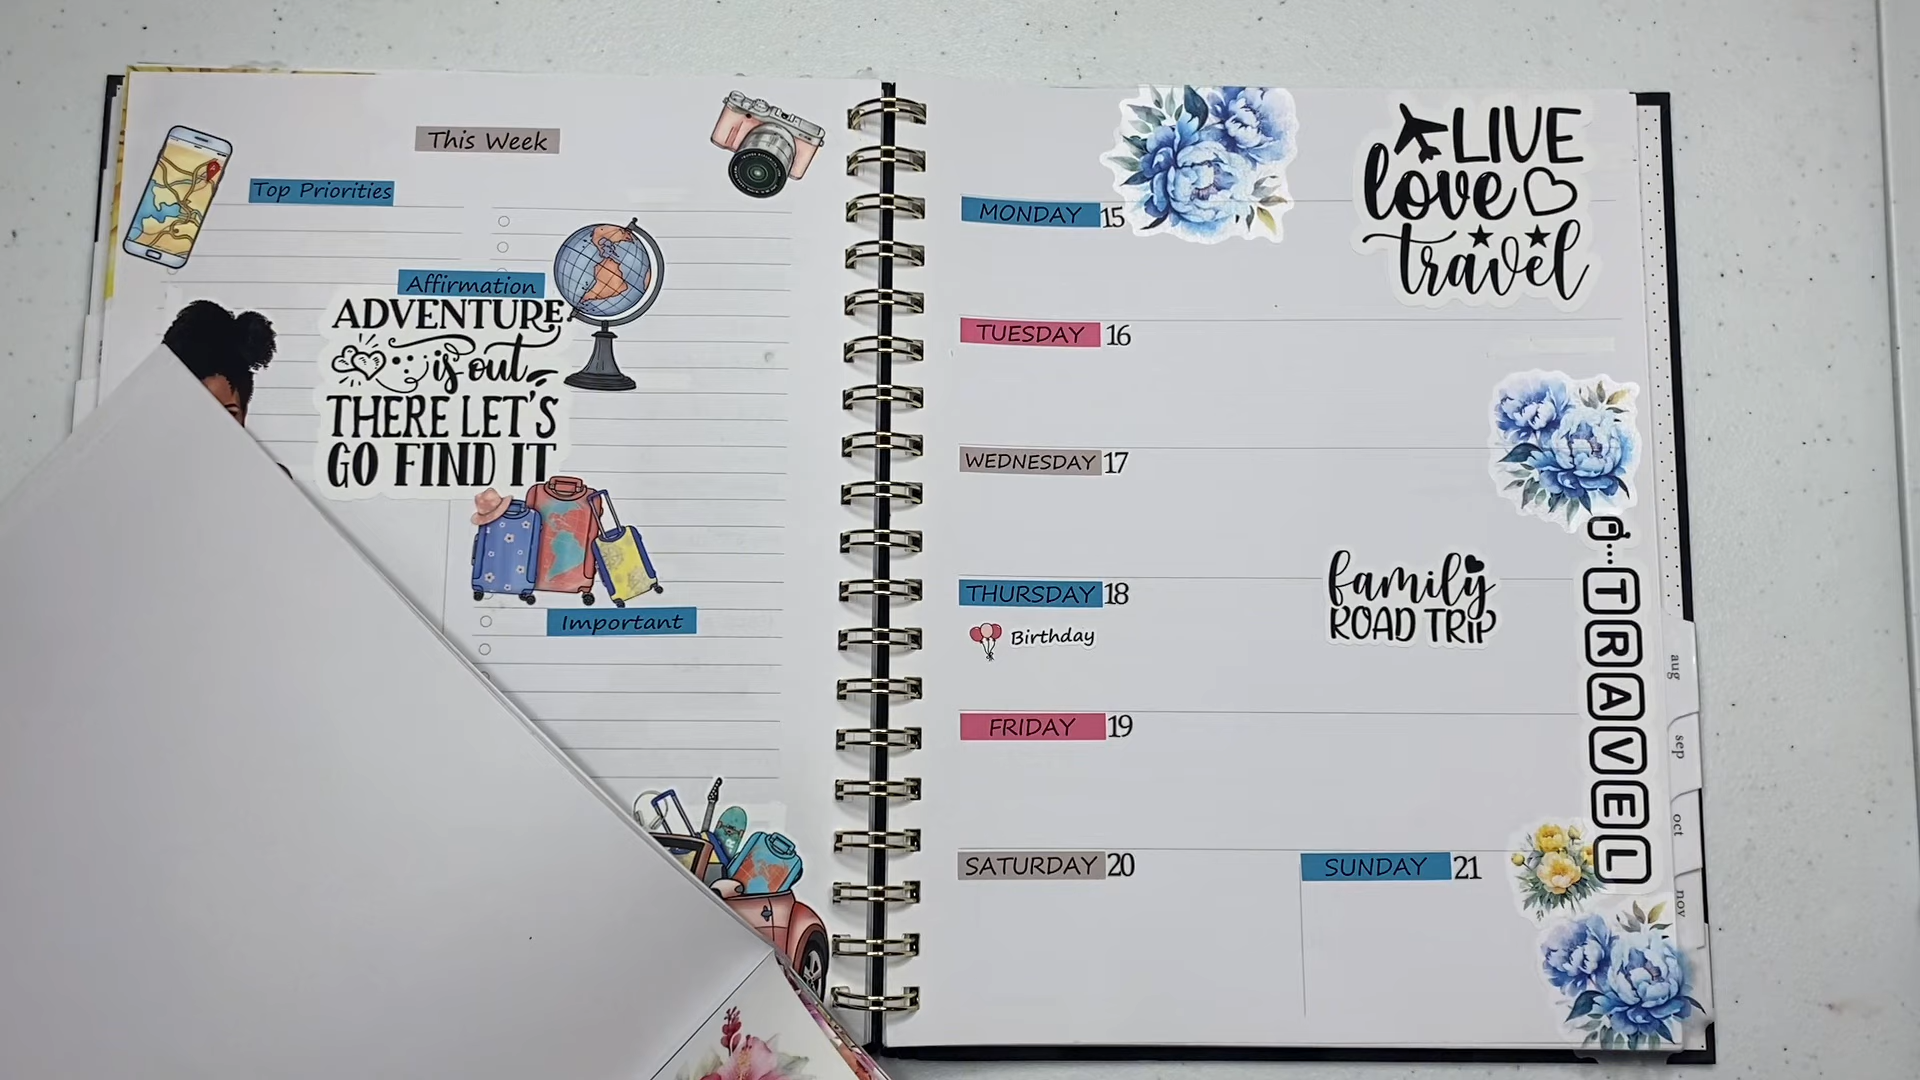 This Week
Top Priorities
Affirmation
ADVENTURE
is out
THERE LET'S
GO FIND IT
Important
LIVE
love
travel
MONDAY 15
TUESDAY 16
WEDNESDAY 17
THURSDAY 18
Birthday
family
ROAD TRIP
FRIDAY 19
SATURDAY 20
SUNDAY 21
TRAVEL
aug
sep
oct
nov